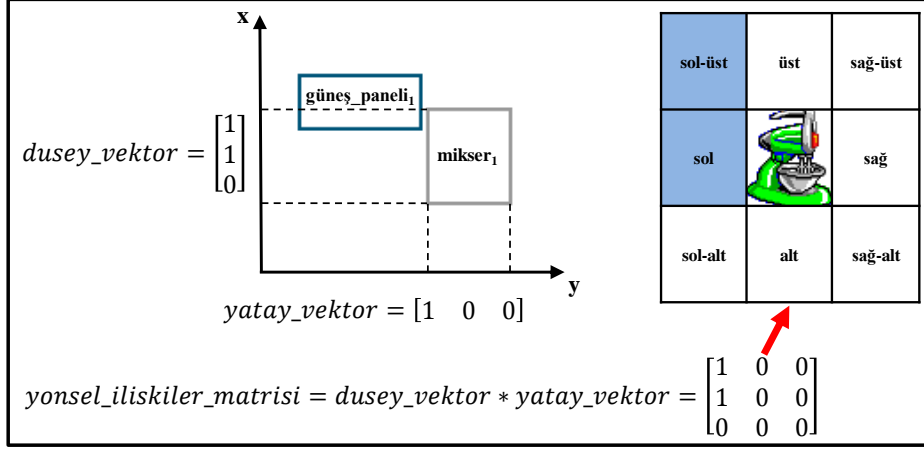 x
güneş_paneli₁
mikser₁
y
dusey_vektor = [1 1 0]
yatay_vektor = [1 0 0]
sol-üst üst sağ-üst
sol sağ
sol-alt alt sağ-alt
yonsel_iliskiler_matrisi = dusey_vektor ∗ yatay_vektor =
[1 0 0
1 0 0
0 0 0]